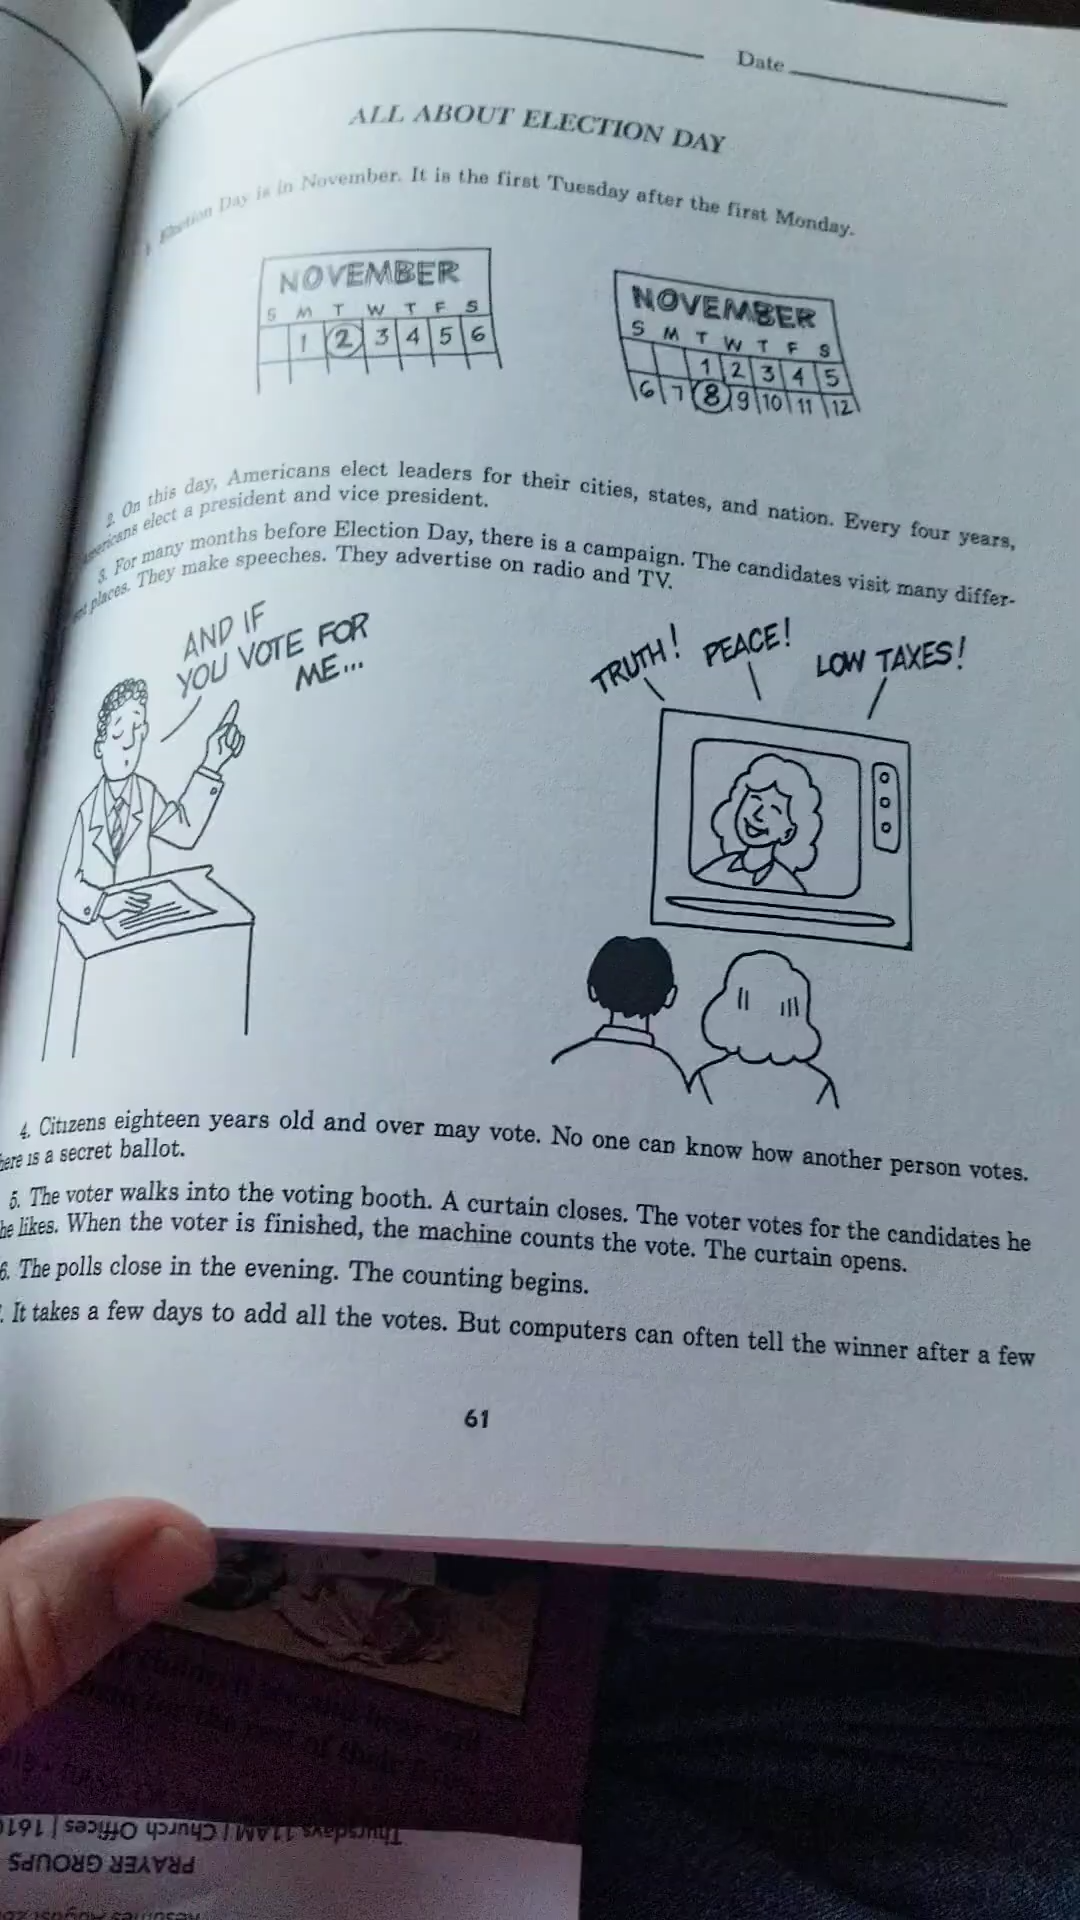 Date
ALL ABOUT ELECTION DAY
Election Day is in November. It is the first Tuesday after the first Monday.
NOVEMBER
S M T W T F S
1 2 3 4 5 6
NOVEMBER
S M T W T F S
1 2 3 4 5
6 7 8 9 10 11 12
2. On this day, Americans elect leaders for their cities, states, and nation. Every four years,
Americans elect a president and vice president.
3. For many months before Election Day, there is a campaign. The candidates visit many differ-
ent places. They make speeches. They advertise on radio and TV.
AND IF
YOU VOTE FOR
ME...
TRUTH! PEACE! LOW TAXES!
4. Citizens eighteen years old and over may vote. No one can know how another person votes.
here is a secret ballot.
5. The voter walks into the voting booth. A curtain closes. The voter votes for the candidates he
he likes. When the voter is finished, the machine counts the vote. The curtain opens.
6. The polls close in the evening. The counting begins.
. It takes a few days to add all the votes. But computers can often tell the winner after a few
61
PRAYER GROUPS
Thursdays 11AM | Church Offices | 161